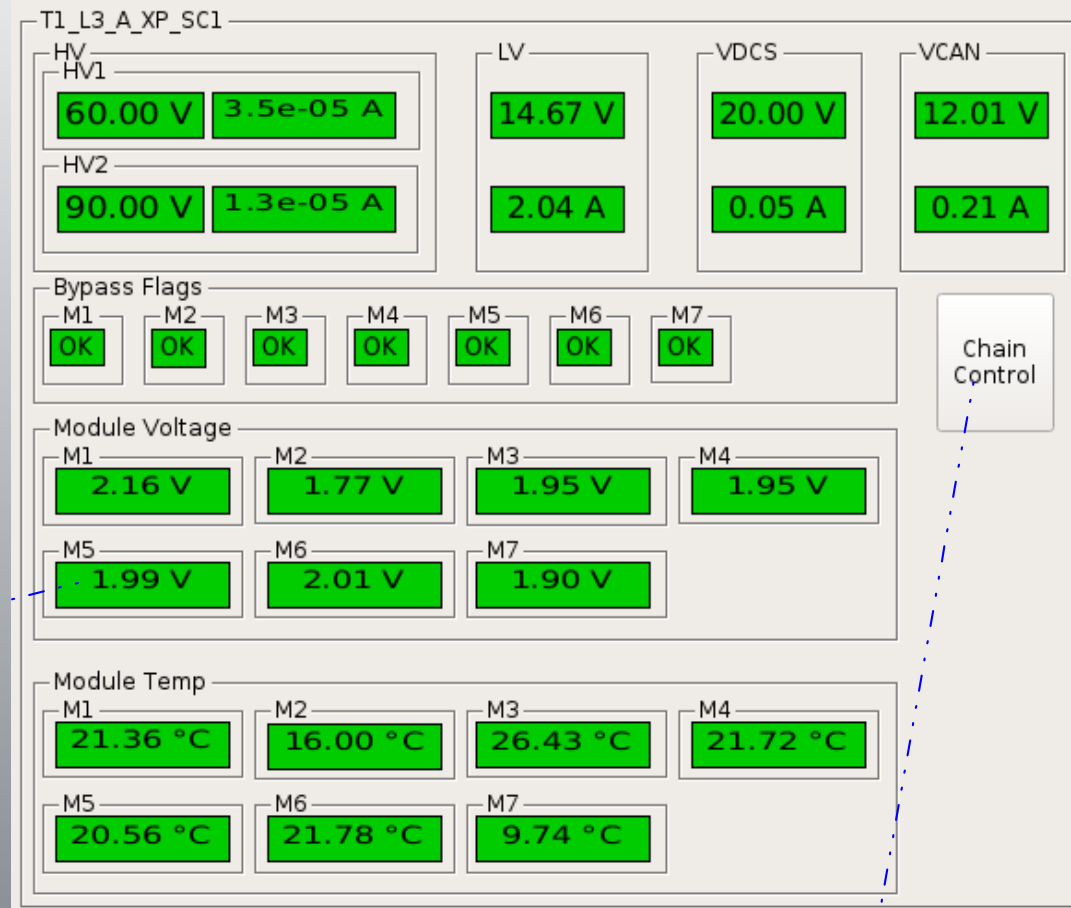 T1_L3_A_XP_SC1
HV LV VDCS VCAN
HV1
60.00 V 3.5e-05 A 14.67 V 20.00 V 12.01 V
HV2
90.00 V 1.3e-05 A 2.04 A 0.05 A 0.21 A
Bypass Flags
M1 M2 M3 M4 M5 M6 M7
OK OK OK OK OK OK OK
Chain
Control
Module Voltage
M1 M2 M3 M4
2.16 V 1.77 V 1.95 V 1.95 V
M5 M6 M7
1.99 V 2.01 V 1.90 V
Module Temp
M1 M2 M3 M4
21.36 °C 16.00 °C 26.43 °C 21.72 °C
M5 M6 M7
20.56 °C 21.78 °C 9.74 °C